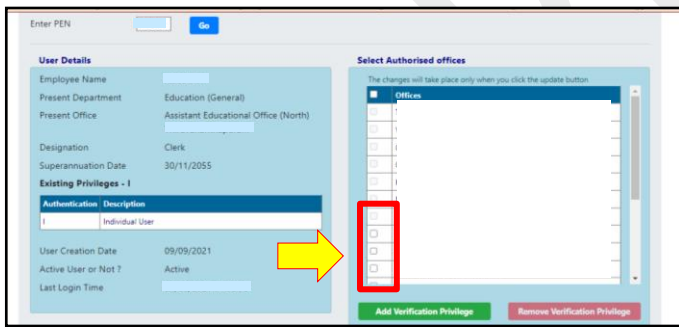 Enter PEN
Go
User Details
Employee Name
Present Department Education (General)
Present Office Assistant Educational Office (North)
Designation Clerk
Superannuation Date 30/11/2055
Existing Privileges - I
Authentication Description
I Individual User
User Creation Date 09/09/2021
Active User or Not ? Active
Last Login Time
Select Authorised offices
The changes will take place only when you click the update button
Offices
Add Verification Privilege
Remove Verification Privilege